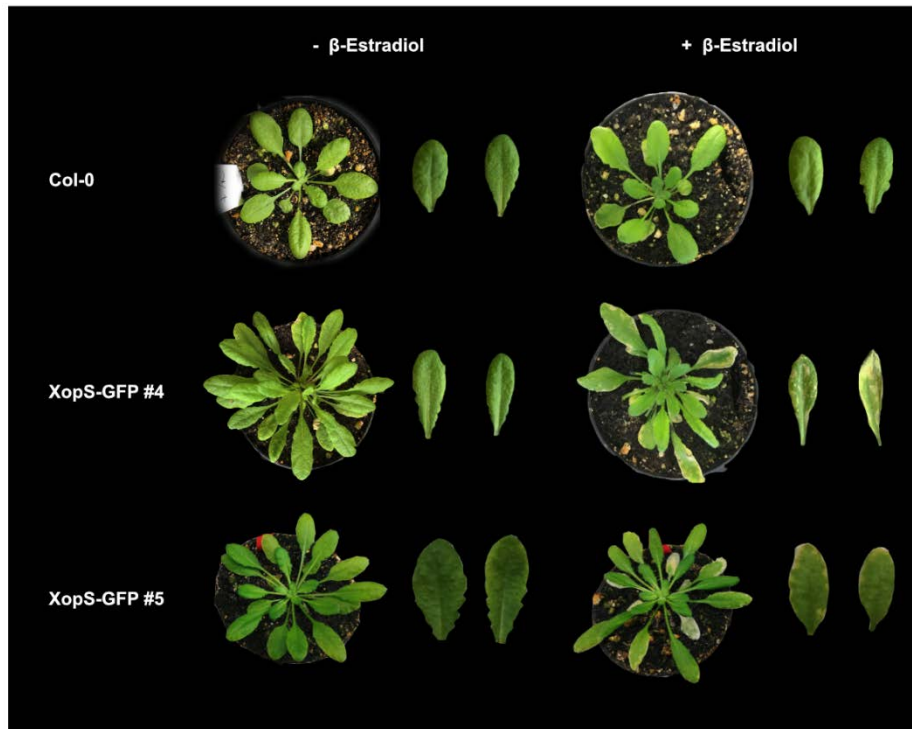 - β-Estradiol + β-Estradiol
Col-0
XopS-GFP #4
XopS-GFP #5